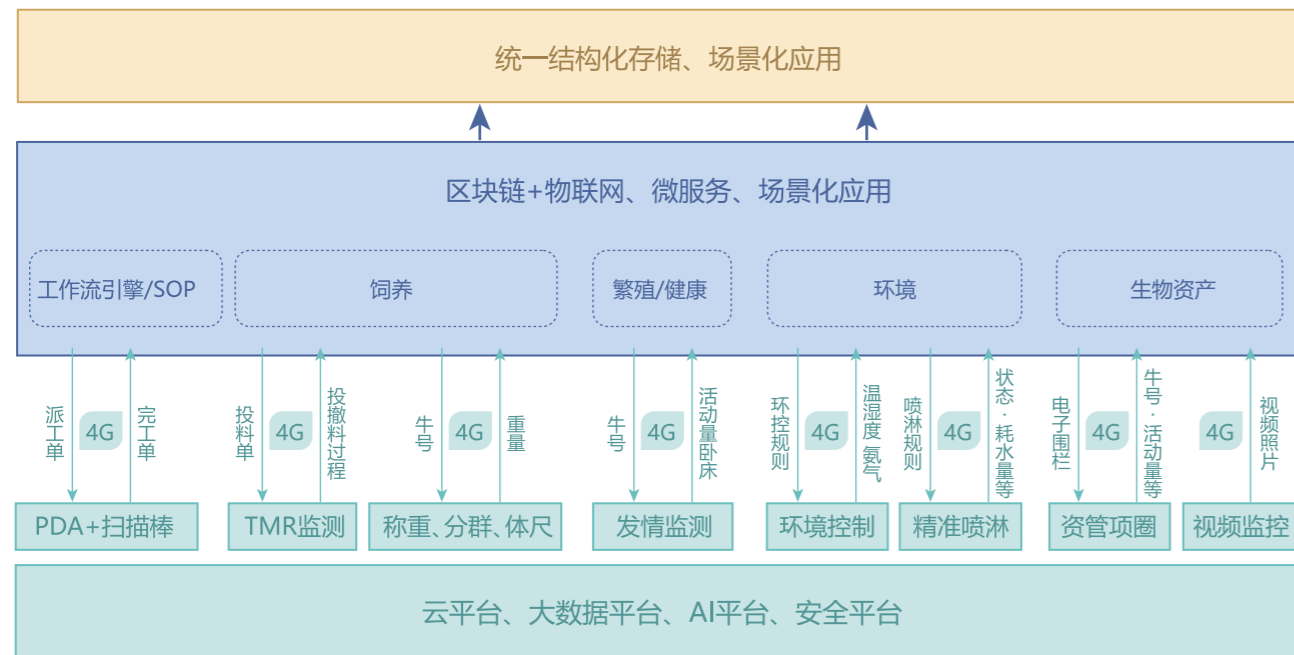 统一结构化存储、场景化应用
区块链+物联网、微服务、场景化应用
工作流引擎/SOP
饲养
繁殖/健康
环境
生物资产
派工单
4G
完工单
投料单
4G
投撤料过程
牛号
4G
重量
牛号
4G
活动量卧床
环控规则
4G
温湿度 氨气
喷淋规则
4G
状态·耗水量等
电子围栏
4G
牛号·活动量等
4G
视频照片
PDA+扫描棒
TMR监测
称重、分群、体尺
发情监测
环境控制
精准喷淋
资管项圈
视频监控
云平台、大数据平台、AI平台、安全平台